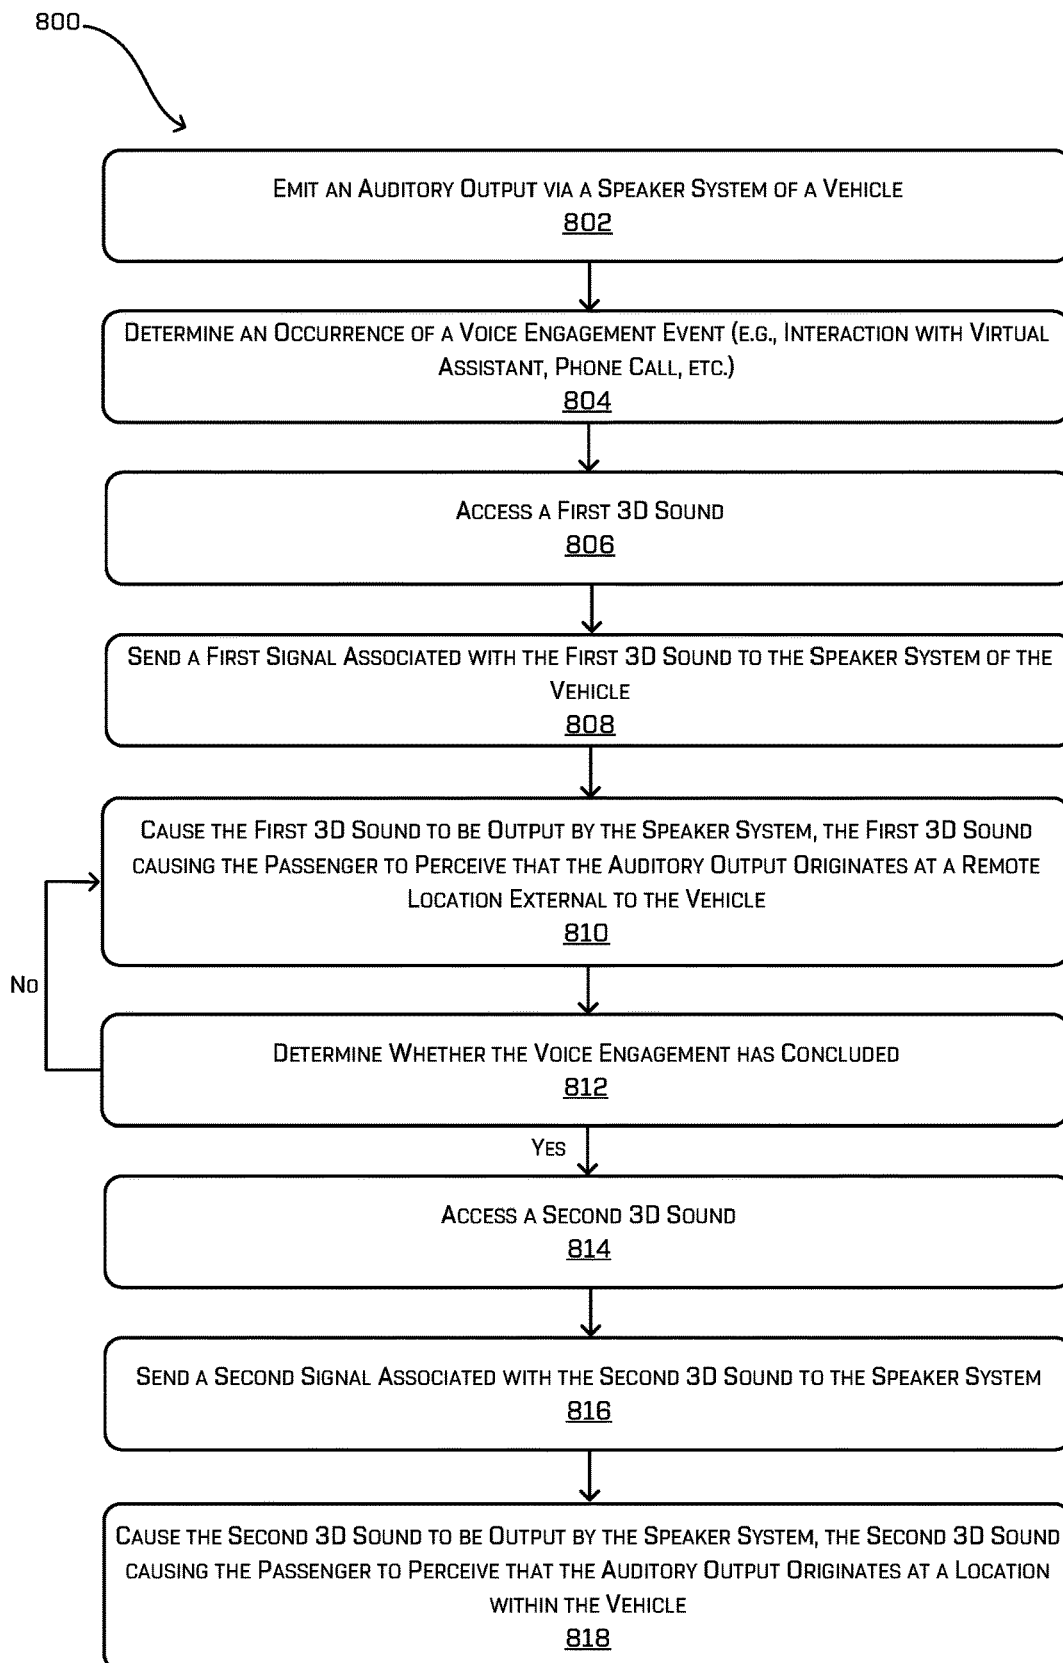 800
Emit an Auditory Output via a Speaker System of a Vehicle
802
Determine an Occurrence of a Voice Engagement Event (e.g., Interaction with Virtual
Assistant, Phone Call, etc.)
804
Access a First 3D Sound
806
Send a First Signal Associated with the First 3D Sound to the Speaker System of the
Vehicle
808
Cause the First 3D Sound to be Output by the Speaker System, the First 3D Sound
causing the Passenger to Perceive that the Auditory Output Originates at a Remote
Location External to the Vehicle
810
No
Determine Whether the Voice Engagement has Concluded
812
Yes
Access a Second 3D Sound
814
Send a Second Signal Associated with the Second 3D Sound to the Speaker System
816
Cause the Second 3D Sound to be Output by the Speaker System, the Second 3D Sound
causing the Passenger to Perceive that the Auditory Output Originates at a Location
within the Vehicle
818